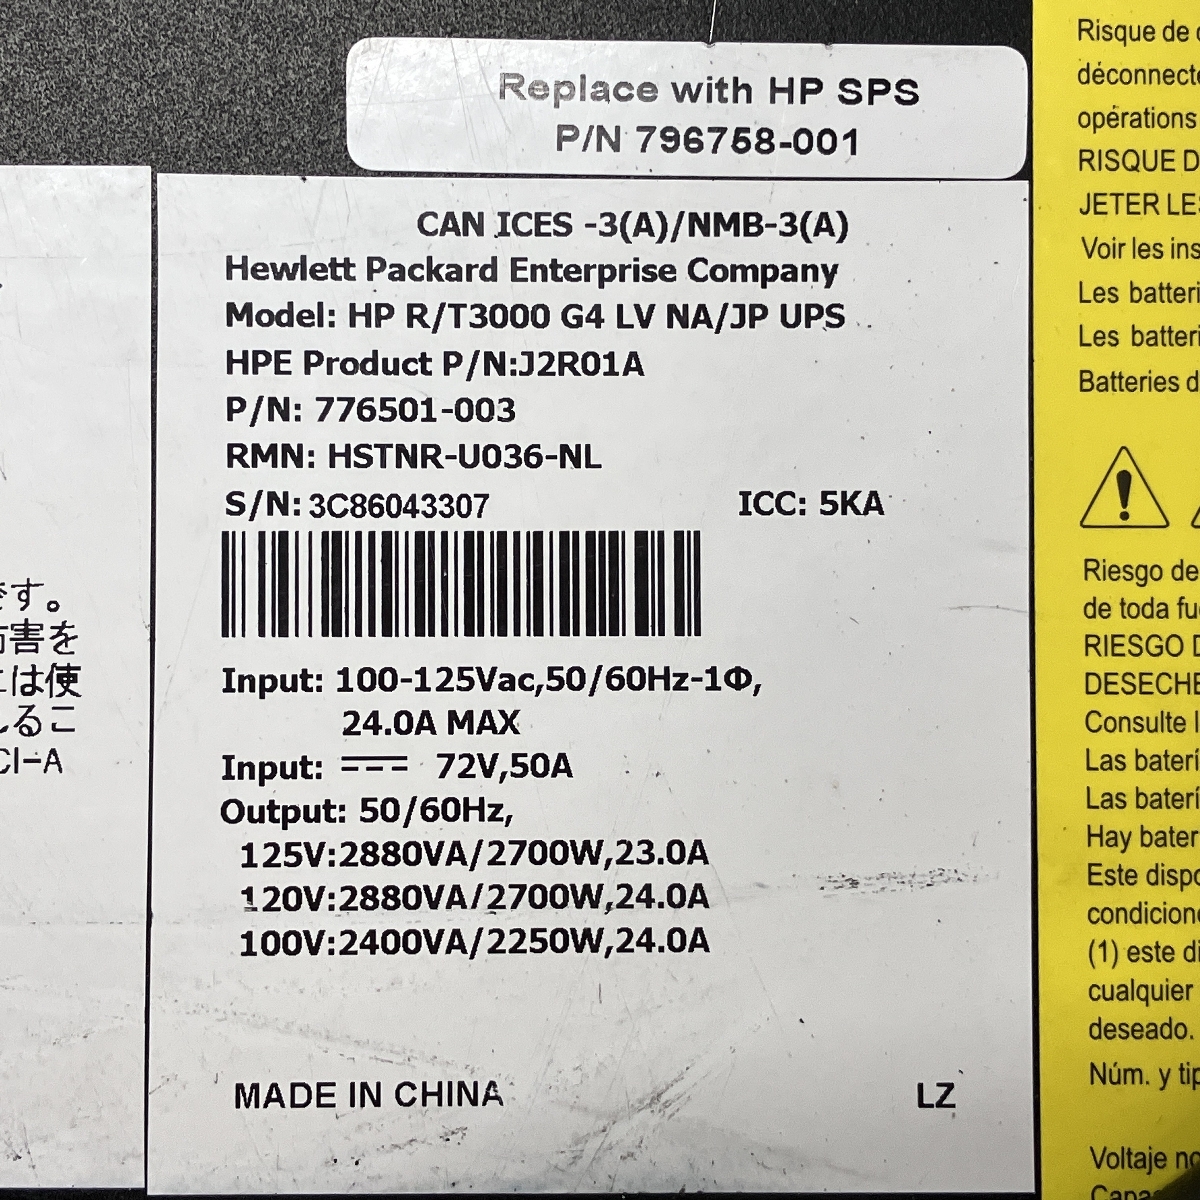 Replace with HP SPS
P/N 796758-001
CAN ICES -3(A)/NMB-3(A)
Hewlett Packard Enterprise Company
Model: HP R/T3000 G4 LV NA/JP UPS
HPE Product P/N:J2R01A
P/N: 776501-003
RMN: HSTNR-U036-NL
S/N: 3C86043307 ICC: 5KA
Input: 100-125Vac,50/60Hz-1Φ,
24.0A MAX
Input: 72V,50A
Output: 50/60Hz,
125V:2880VA/2700W,23.0A
120V:2880VA/2700W,24.0A
100V:2400VA/2250W,24.0A
MADE IN CHINA LZ
です。
害を
は使
るこ
CI-A
Risque de
déconnecte
opérations
RISQUE D
JETER LES
Voir les ins
Les batteri
Les batteri
Batteries d
Riesgo de
de toda fue
RIESGO D
DESECHE
Consulte l
Las baterí
Las baterí
Hay bater
Este dispo
condicione
(1) este di
cualquier
deseado.
Núm. y tip
Voltaje no